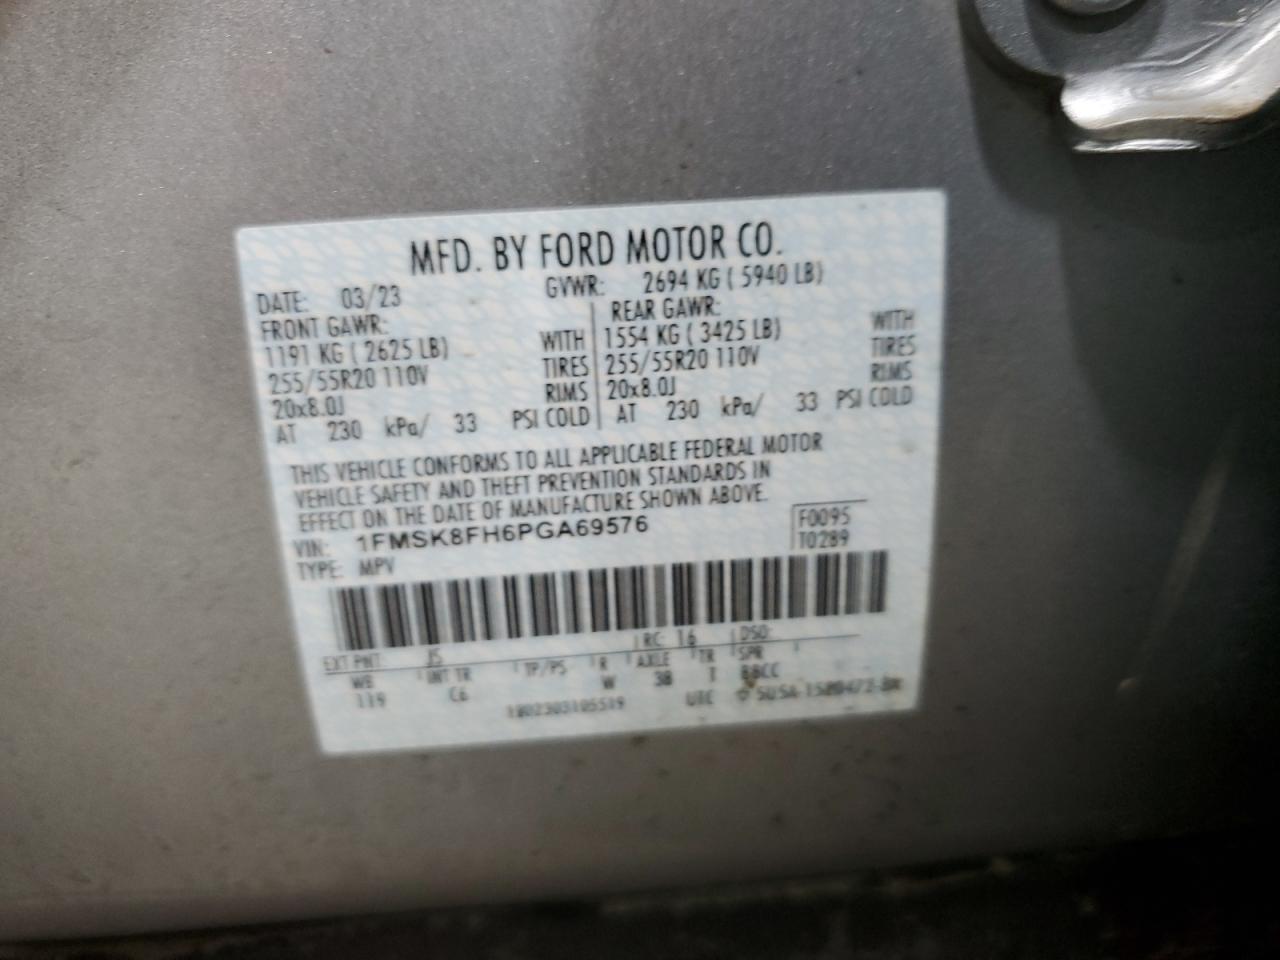 MFD. BY FORD MOTOR CO.
DATE: 03/23 GVWR: 2694 KG ( 5940 LB)
FRONT GAWR: REAR GAWR:
1191 KG ( 2625 LB) WITH 1554 KG ( 3425 LB) WITH
255/55R20 110V TIRES 255/55R20 110V TIRES
20x8.0J RIMS 20x8.0J RIMS
AT 230 kPa/ 33 PSI COLD AT 230 kPa/ 33 PSI COLD
THIS VEHICLE CONFORMS TO ALL APPLICABLE FEDERAL MOTOR
VEHICLE SAFETY AND THEFT PREVENTION STANDARDS IN
EFFECT ON THE DATE OF MANUFACTURE SHOWN ABOVE.
VIN: 1FMSK8FH6PGA69576 F0095
TYPE: MPV T0289
EXT PNT: JS RC: 16 DSO:
WB INT TR TP/PS R AXLE TR SPR
119 C6 W 3B T BBCC
1802303105519 UTC